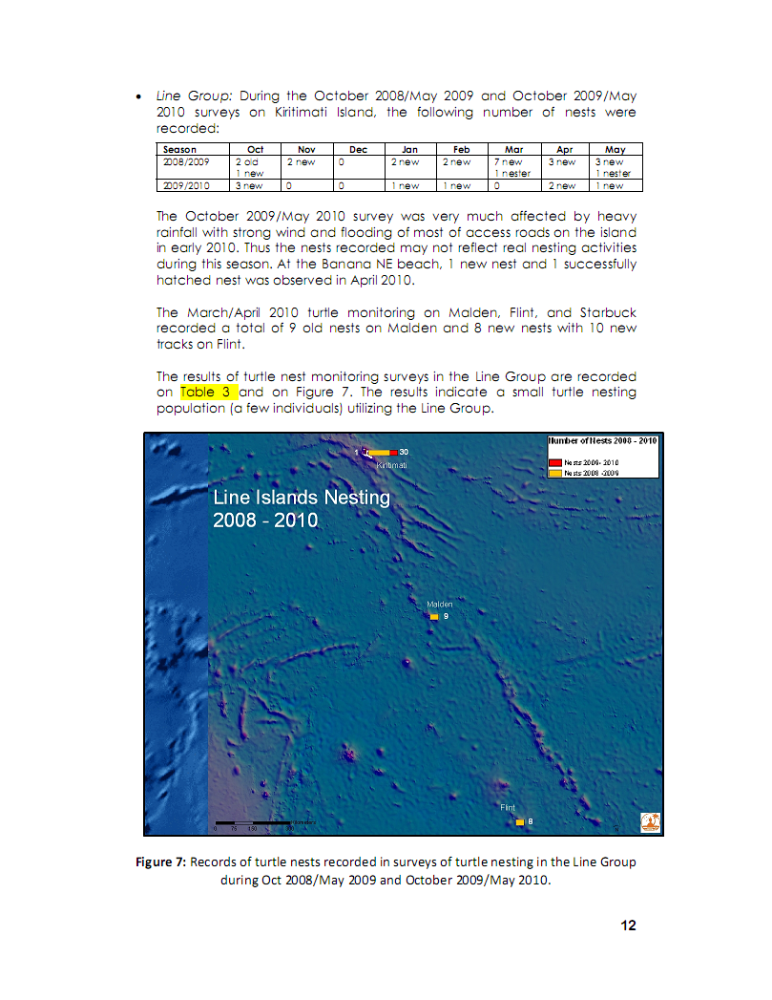 • Line Group: During the October 2008/May 2009 and October 2009/May
2010 surveys on Kiritimati Island, the following number of nests were
recorded:
Season Oct Nov Dec Jan Feb Mar Apr May
2008/2009 2 old 2 new 0 2 new 2 new 7 new 3 new 3 new
1 new 1 nester 1 nester
2009/2010 3 new 0 0 1 new 1 new 0 2 new 1 new
The October 2009/May 2010 survey was very much affected by heavy
rainfall with strong wind and flooding of most of access roads on the island
in early 2010. Thus the nests recorded may not reflect real nesting activities
during this season. At the Banana NE beach, 1 new nest and 1 successfully
hatched nest was observed in April 2010.
The March/April 2010 turtle monitoring on Malden, Flint, and Starbuck
recorded a total of 9 old nests on Malden and 8 new nests with 10 new
tracks on Flint.
The results of turtle nest monitoring surveys in the Line Group are recorded
on Table 3 and on Figure 7. The results indicate a small turtle nesting
population (a few individuals) utilizing the Line Group.
Number of Nests 2008 - 2010
Nests 2009- 2010
Nests 2008 -2009
1 30
Kiritimati
Line Islands Nesting
2008 - 2010
Malden
9
Flint
8
Kilometers
0 75 150 300
Figure 7: Records of turtle nests recorded in surveys of turtle nesting in the Line Group
during Oct 2008/May 2009 and October 2009/May 2010.
12